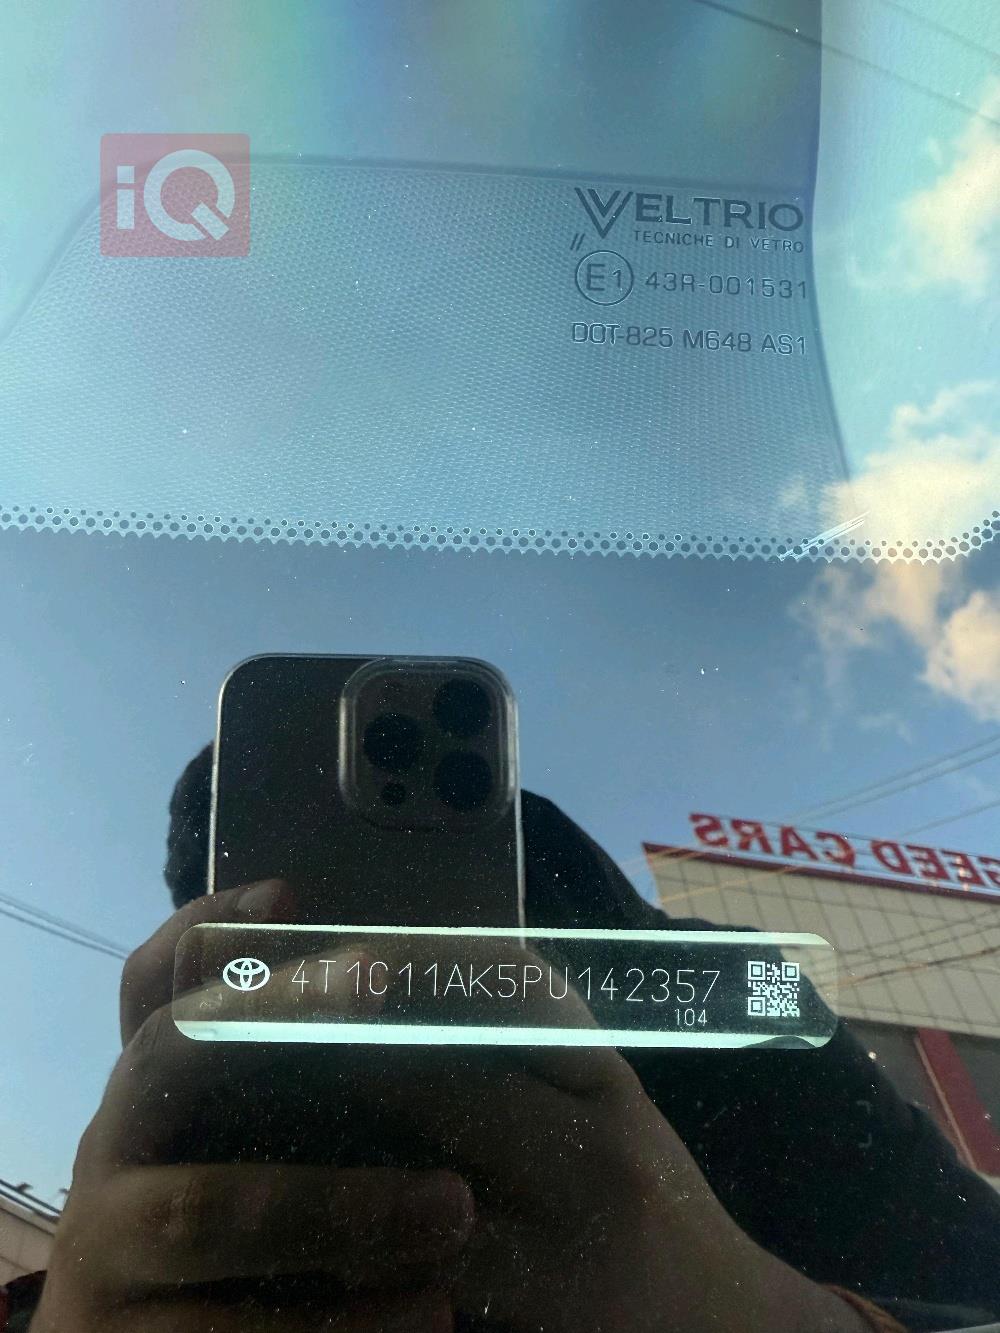 iQ
VELTRIO
TECNICHE DI VETRO
//
E1 43R-001531
DOT-825 M648 AS1
CARS
4T1C11AK5PU142357
104